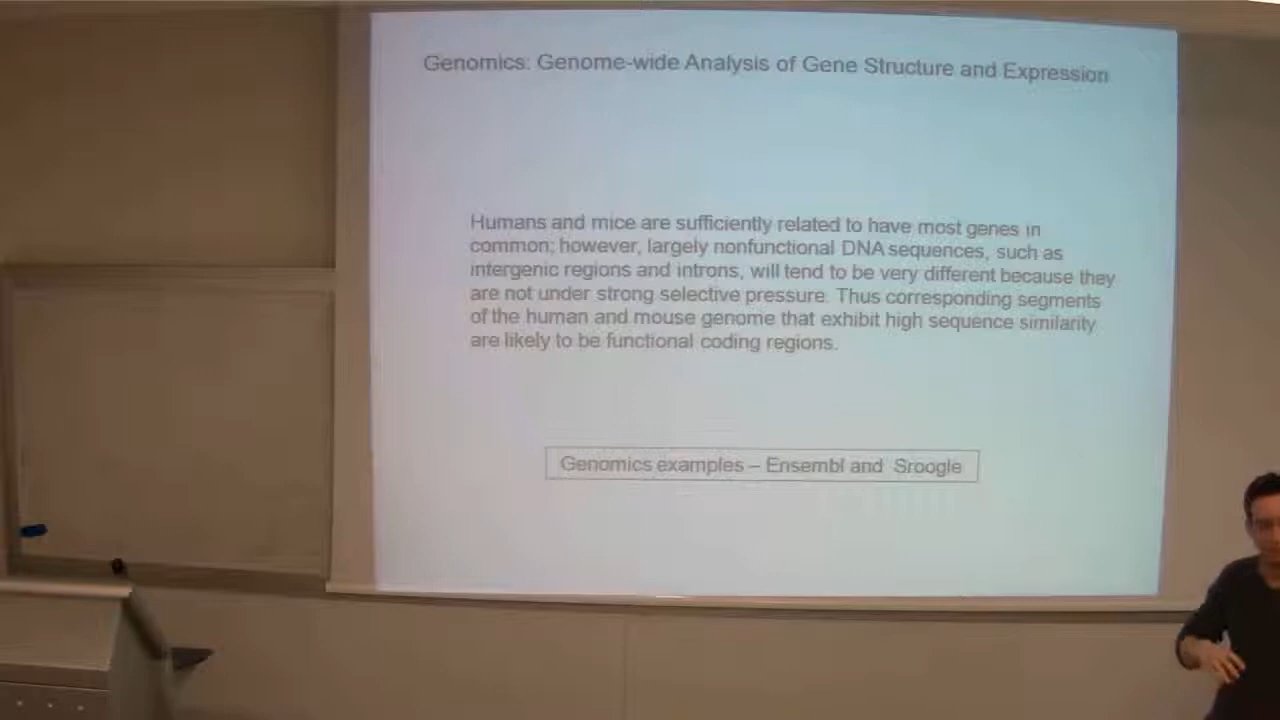 Genomics: Genome-wide Analysis of Gene Structure and Expression
Humans and mice are sufficiently related to have most genes in
common; however, largely nonfunctional DNA sequences, such as
intergenic regions and introns, will tend to be very different because they
are not under strong selective pressure. Thus corresponding segments
of the human and mouse genome that exhibit high sequence similarity
are likely to be functional coding regions.
Genomics examples – Ensembl and Sroogle